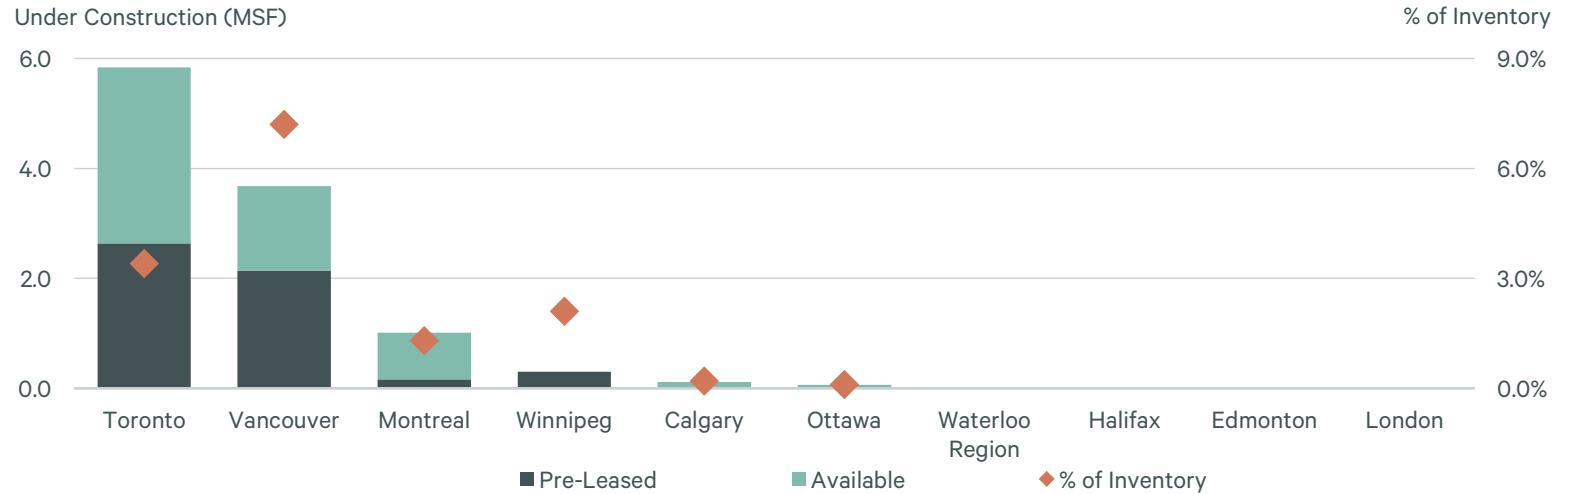 Under Construction (MSF) % of Inventory
6.0 9.0%
4.0 6.0%
2.0 3.0%
0.0 0.0%
Toronto Vancouver Montreal Winnipeg Calgary Ottawa Waterloo Halifax Edmonton London
Region
Pre-Leased Available % of Inventory